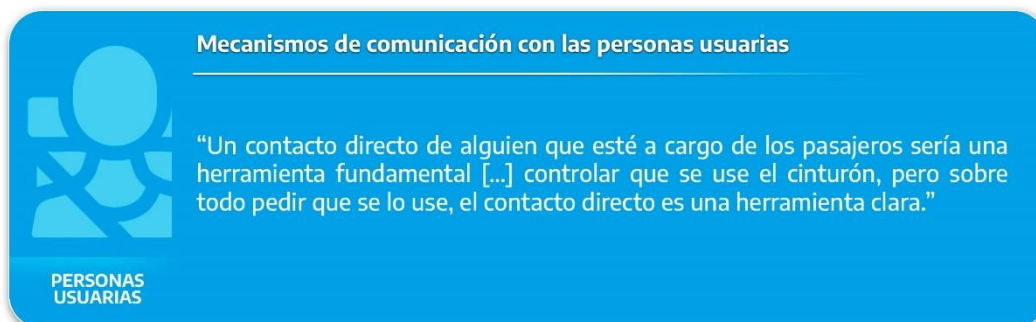 Mecanismos de comunicación con las personas usuarias
“Un contacto directo de alguien que esté a cargo de los pasajeros sería una
herramienta fundamental [...] controlar que se use el cinturón, pero sobre
todo pedir que se lo use, el contacto directo es una herramienta clara.”
PERSONAS
USUARIAS